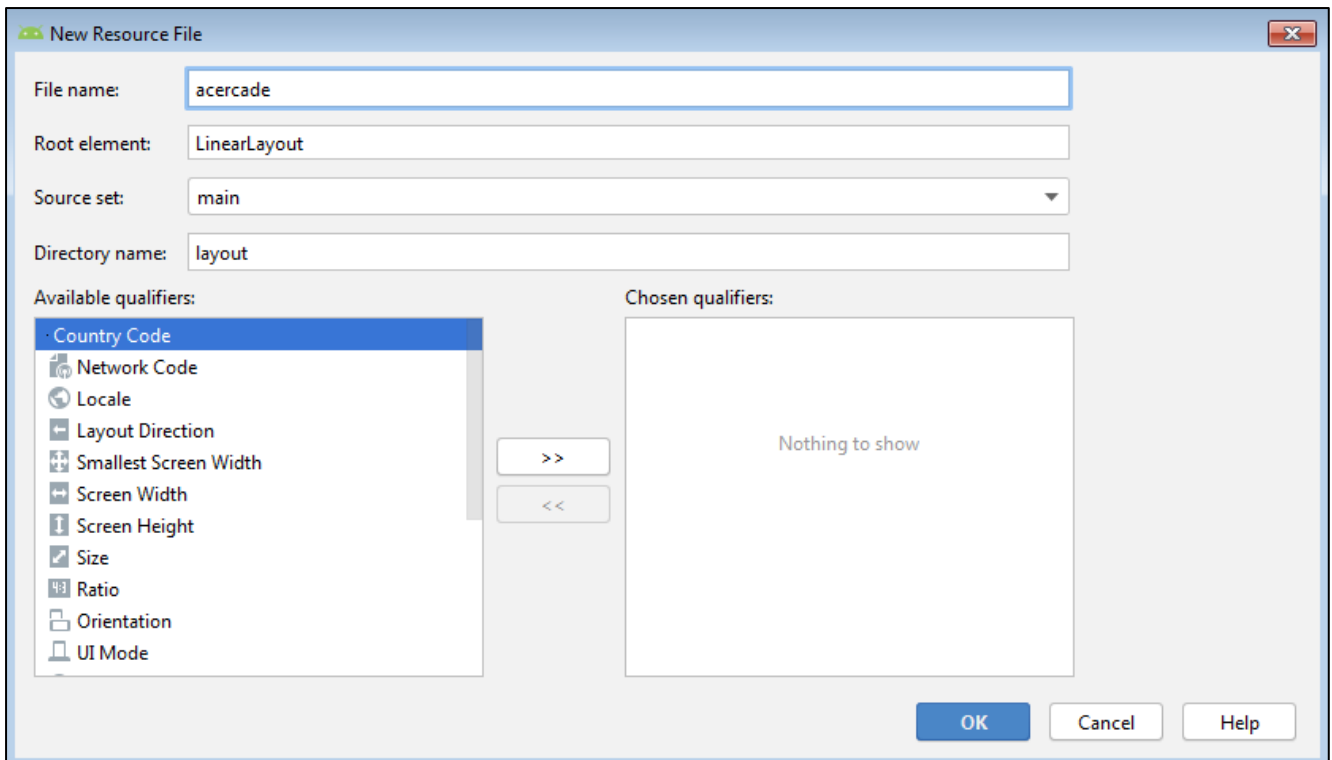 New Resource File
File name: acercade
Root element: LinearLayout
Source set: main
Directory name: layout
Available qualifiers: Chosen qualifiers:
Country Code
Network Code
Locale
Layout Direction
Smallest Screen Width
Screen Width
Screen Height
Size
Ratio
Orientation
UI Mode
>>
<<
Nothing to show
OK Cancel Help